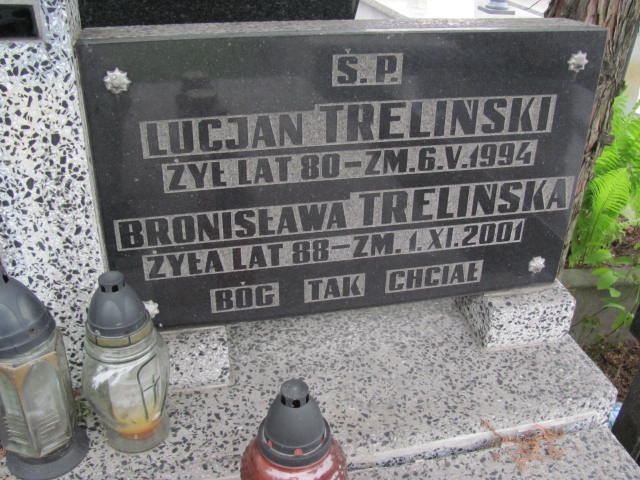 Ś.P.
LUCJAN TRELIŃSKI
ŻYŁ LAT 80 – ZM. 6.V.1994
BRONISŁAWA TRELIŃSKA
ŻYŁA LAT 88 – ZM. 1.XI.2001
BÓG TAK CHCIAŁ